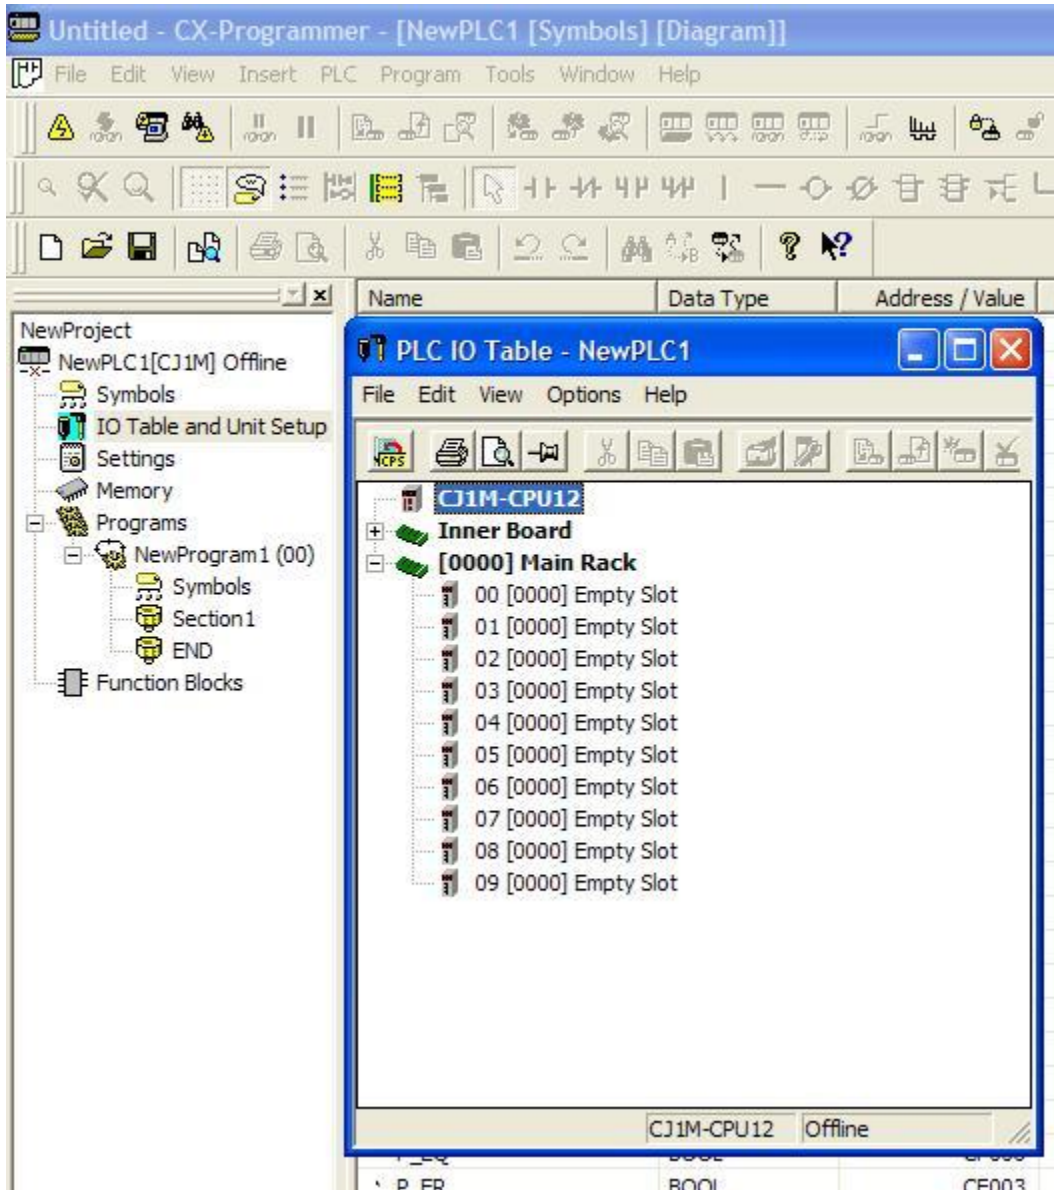 Untitled - CX-Programmer - [NewPLC1 [Symbols] [Diagram]]
File Edit View Insert PLC Program Tools Window Help
Name Data Type Address / Value
NewProject
NewPLC1[CJ1M] Offline
Symbols
IO Table and Unit Setup
Settings
Memory
Programs
NewProgram1 (00)
Symbols
Section1
END
Function Blocks
PLC IO Table - NewPLC1
File Edit View Options Help
CPS
CJ1M-CPU12
Inner Board
[0000] Main Rack
00 [0000] Empty Slot
01 [0000] Empty Slot
02 [0000] Empty Slot
03 [0000] Empty Slot
04 [0000] Empty Slot
05 [0000] Empty Slot
06 [0000] Empty Slot
07 [0000] Empty Slot
08 [0000] Empty Slot
09 [0000] Empty Slot
CJ1M-CPU12 Offline
P_EQ BOOL
P_ER BOOL CF003